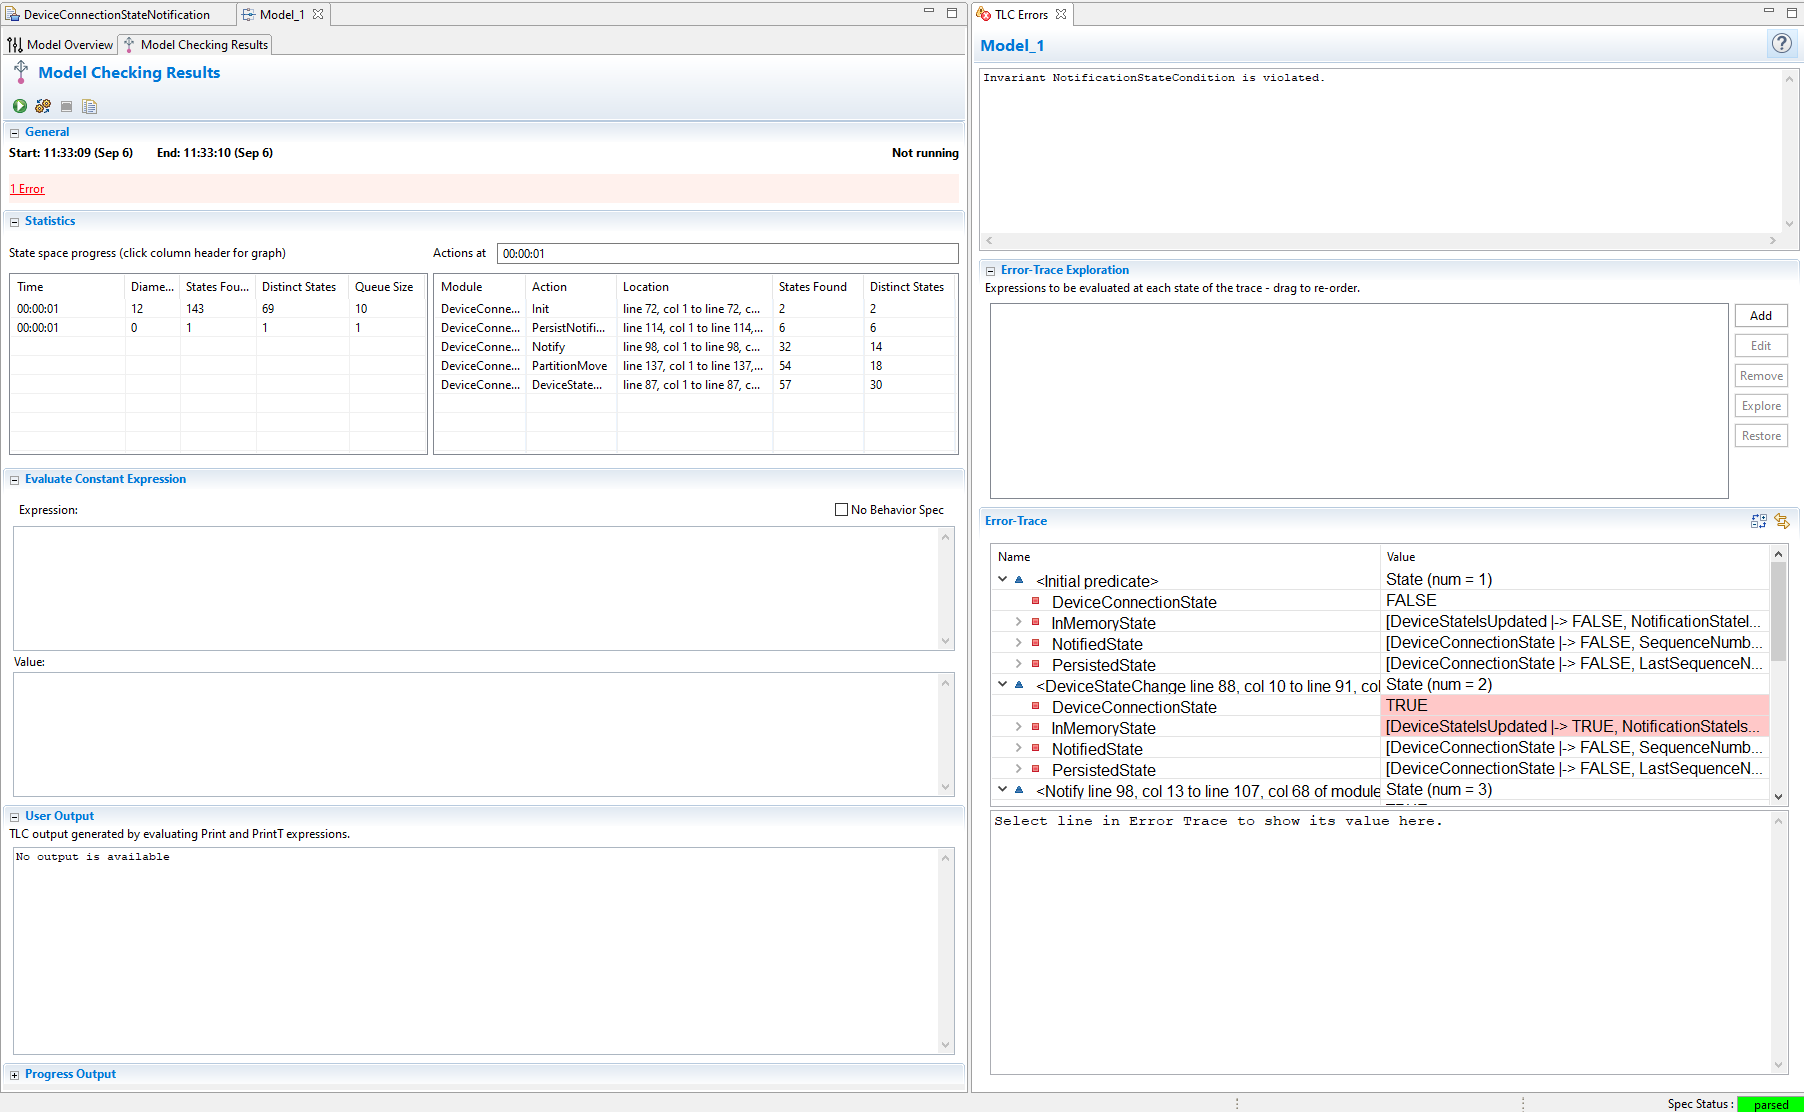 DeviceConnectionStateNotification
Model_1
Model Overview
Model Checking Results
Model Checking Results
General
Start: 11:33:09 (Sep 6) End: 11:33:10 (Sep 6) Not running
1 Error
Statistics
State space progress (click column header for graph)
Actions at 00:00:01
Time Diame... States Fou... Distinct States Queue Size
00:00:01 12 143 69 10
00:00:01 0 1 1 1
Module Action Location States Found Distinct States
DeviceConne... Init line 72, col 1 to line 72, c... 2 2
DeviceConne... PersistNotifi... line 114, col 1 to line 114,... 6 6
DeviceConne... Notify line 98, col 1 to line 98, c... 32 14
DeviceConne... PartitionMove line 137, col 1 to line 137,... 54 18
DeviceConne... DeviceState... line 87, col 1 to line 87, c... 57 30
Evaluate Constant Expression
Expression: No Behavior Spec
Value:
User Output
TLC output generated by evaluating Print and PrintT expressions.
No output is available
Progress Output
TLC Errors
Model_1
Invariant NotificationStateCondition is violated.
Error-Trace Exploration
Expressions to be evaluated at each state of the trace - drag to re-order.
Add
Edit
Remove
Explore
Restore
Error-Trace
Name Value
<Initial predicate> State (num = 1)
DeviceConnectionState FALSE
InMemoryState [DeviceStateIsUpdated |-> FALSE, NotificationStateI...
NotifiedState [DeviceConnectionState |-> FALSE, SequenceNumb...
PersistedState [DeviceConnectionState |-> FALSE, LastSequenceN...
<DeviceStateChange line 88, col 10 to line 91, col State (num = 2)
DeviceConnectionState TRUE
InMemoryState [DeviceStateIsUpdated |-> TRUE, NotificationStateIs...
NotifiedState [DeviceConnectionState |-> FALSE, SequenceNumb...
PersistedState [DeviceConnectionState |-> FALSE, LastSequenceN...
<Notify line 98, col 13 to line 107, col 68 of module State (num = 3)
Select line in Error Trace to show its value here.
Spec Status : parsed